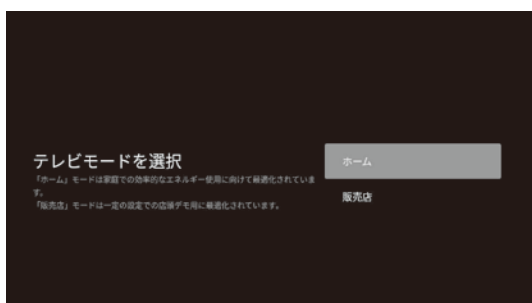 テレビモードを選択
「ホーム」モードは家庭での効率的なエネルギー使用に向けて最適化されていま
す。
「販売店」モードは一定の設定での店頭デモ用に最適化されています。
ホーム
販売店